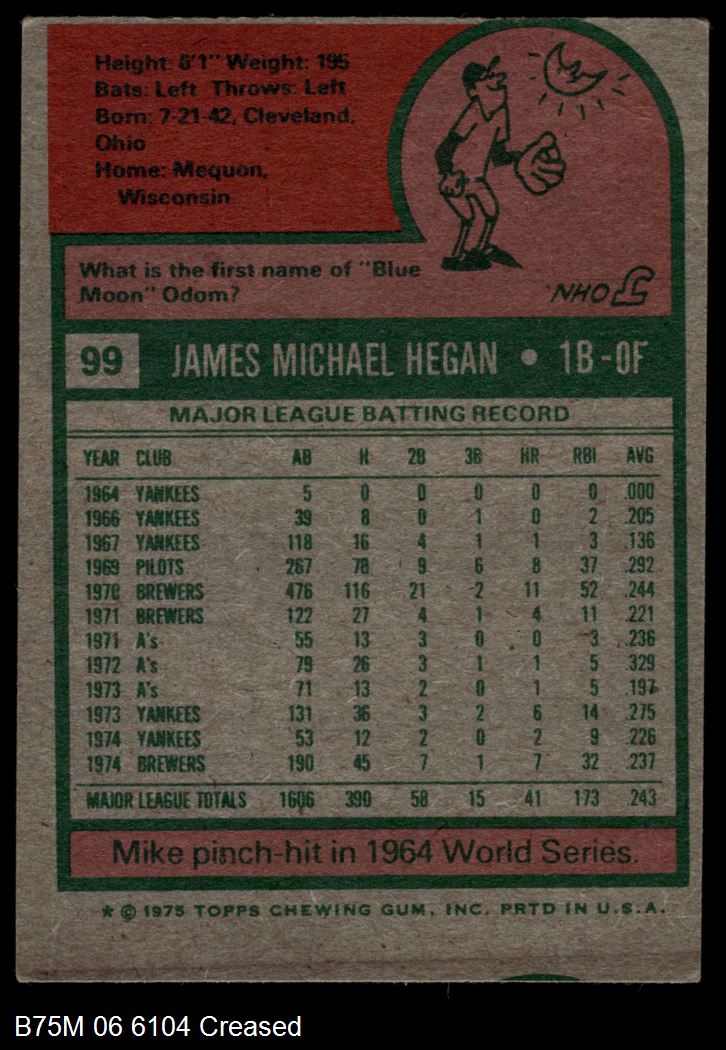 Height: 6'1" Weight: 195
Bats: Left Throws: Left
Born: 7-21-42, Cleveland,
Ohio
Home: Mequon,
Wisconsin
What is the first name of "Blue
Moon" Odom?
JOHN.
99 JAMES MICHAEL HEGAN • 1B-OF
MAJOR LEAGUE BATTING RECORD
YEAR CLUB AB H 2B 3B HR RBI AVG
1964 YANKEES 5 0 0 0 0 0 .000
1966 YANKEES 39 8 0 1 0 2 .205
1967 YANKEES 118 16 4 1 1 3 .136
1969 PILOTS 267 78 9 6 8 37 .292
1970 BREWERS 476 116 21 2 11 52 .244
1971 BREWERS 122 27 4 1 4 11 .221
1971 A's 55 13 3 0 0 3 .236
1972 A's 79 26 3 1 1 5 .329
1973 A's 71 13 2 0 1 5 .197
1973 YANKEES 131 36 3 2 6 14 .275
1974 YANKEES 53 12 2 0 2 9 .226
1974 BREWERS 190 45 7 1 7 32 .237
MAJOR LEAGUE TOTALS 1606 390 58 15 41 173 .243
Mike pinch-hit in 1964 World Series.
* © 1975 TOPPS CHEWING GUM, INC. PRTD IN U.S.A.
B75M 06 6104 Creased